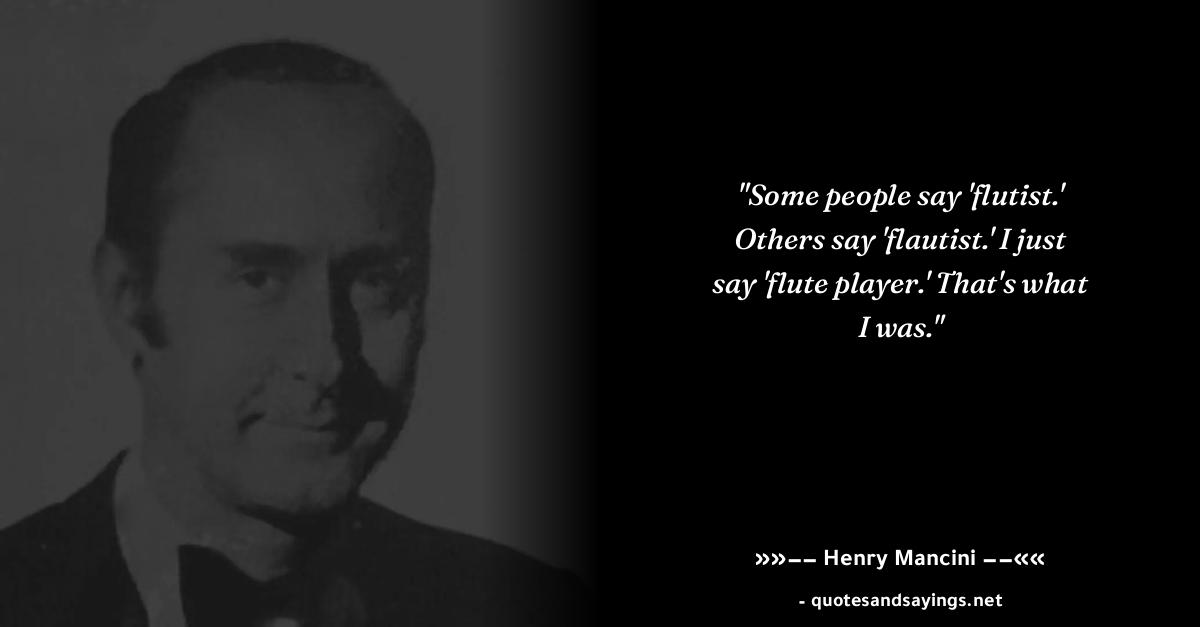 "Some people say 'flutist.'
Others say 'flautist.' I just
say 'flute player.' That's what
I was."
»»−− Henry Mancini −−««
- quotesandsayings.net